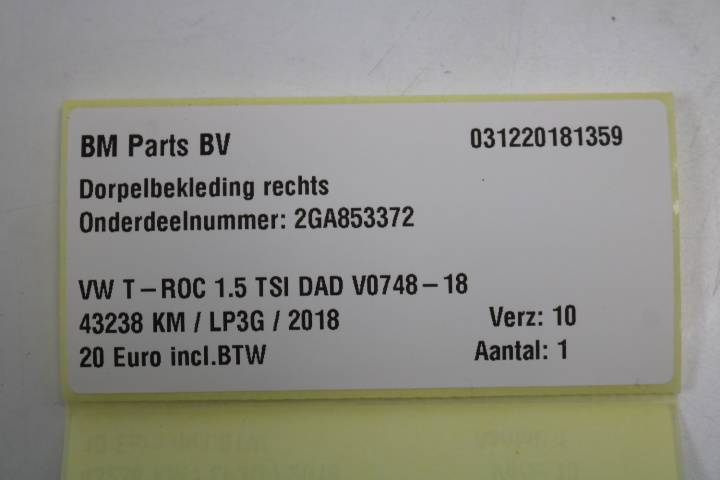 BM Parts BV 031220181359
Dorpelbekleding rechts
Onderdeelnummer: 2GA853372
VW T-ROC 1.5 TSI DAD V0748-18
43238 KM / LP3G / 2018 Verz: 10
20 Euro incl.BTW Aantal: 1